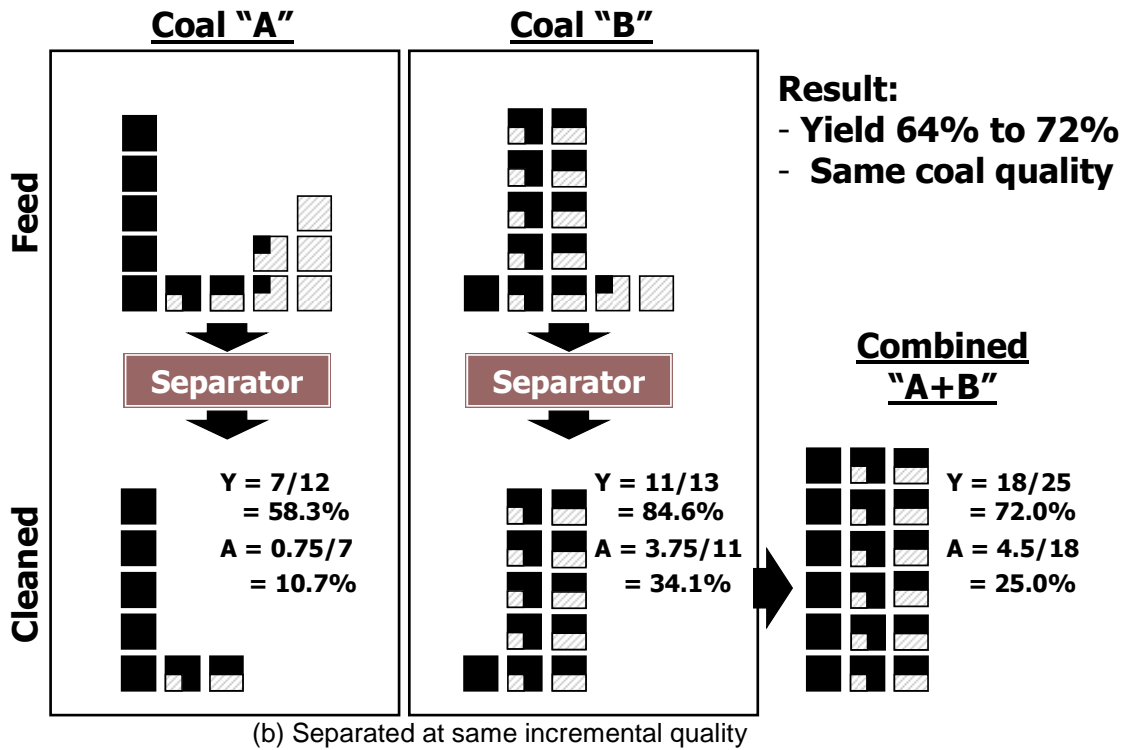 Coal “A”
Coal “B”
Result:
- Yield 64% to 72%
- Same coal quality
Feed
Separator
Separator
Combined
“A+B”
Cleaned
Y = 7/12
= 58.3%
A = 0.75/7
= 10.7%
Y = 11/13
= 84.6%
A = 3.75/11
= 34.1%
Y = 18/25
= 72.0%
A = 4.5/18
= 25.0%
(b) Separated at same incremental quality